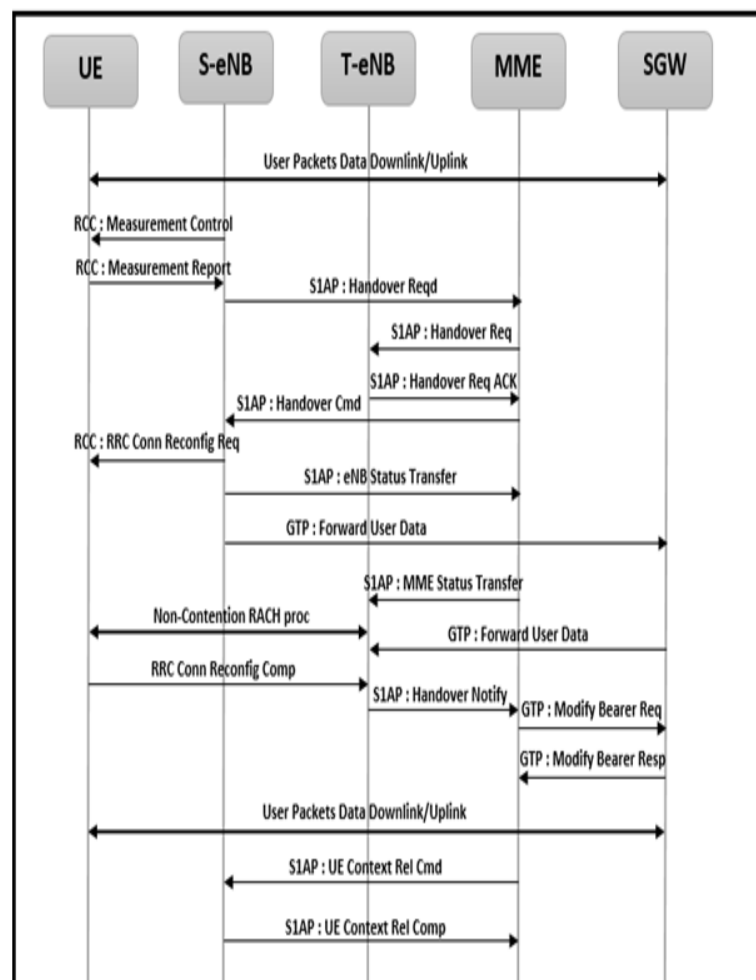 UE
S-eNB
T-eNB
MME
SGW
User Packets Data Downlink/Uplink
RCC : Measurement Control
RCC : Measurement Report
S1AP : Handover Reqd
S1AP : Handover Req
S1AP : Handover Req ACK
S1AP : Handover Cmd
RCC : RRC Conn Reconfig Req
S1AP : eNB Status Transfer
GTP : Forward User Data
S1AP : MME Status Transfer
Non-Contention RACH proc
GTP : Forward User Data
RRC Conn Reconfig Comp
S1AP : Handover Notify
GTP : Modify Bearer Req
GTP : Modify Bearer Resp
User Packets Data Downlink/Uplink
S1AP : UE Context Rel Cmd
S1AP : UE Context Rel Comp